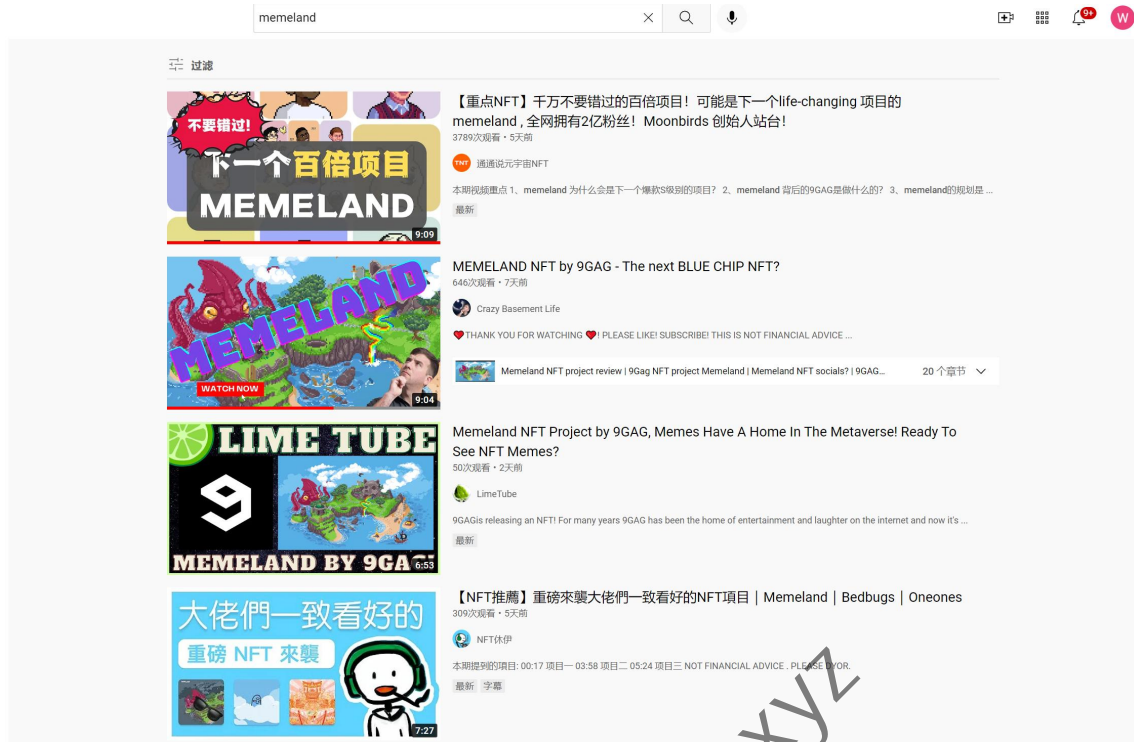 memeland
9+
W
过滤
不要错过!
下一个百倍项目
MEMELAND
9:09
【重点NFT】千万不要错过的百倍项目！可能是下一个life-changing 项目的
memeland , 全网拥有2亿粉丝！Moonbirds 创始人站台！
3789次观看・5天前
TNT 通通说元宇宙NFT
本期视频重点 1、memeland 为什么会是下一个爆款S级别的项目？ 2、memeland 背后的9GAG是做什么的？ 3、memeland的规划是 ...
最新
MEMELAND
WATCH NOW
9:04
MEMELAND NFT by 9GAG - The next BLUE CHIP NFT?
646次观看・7天前
Crazy Basement Life
❤THANK YOU FOR WATCHING ❤! PLEASE LIKE! SUBSCRIBE! THIS IS NOT FINANCIAL ADVICE ...
Memeland NFT project review | 9Gag NFT project Memeland | Memeland NFT socials? | 9GAG... 20 个章节
LIME TUBE
9
MEMELAND BY 9GAG
6:53
Memeland NFT Project by 9GAG, Memes Have A Home In The Metaverse! Ready To
See NFT Memes?
50次观看・2天前
LimeTube
9GAGis releasing an NFT! For many years 9GAG has been the home of entertainment and laughter on the internet and now it's ...
最新
大佬們一致看好的
重磅 NFT 來襲
7:27
【NFT推薦】重磅來襲大佬們一致看好的NFT項目｜Memeland｜Bedbugs｜Oneones
309次观看・5天前
NFT休伊
本期提到的項目: 00:17 项目一 03:58 项目二 05:24 项目三 NOT FINANCIAL ADVICE . PLEASE DYOR.
最新 字幕
xyz